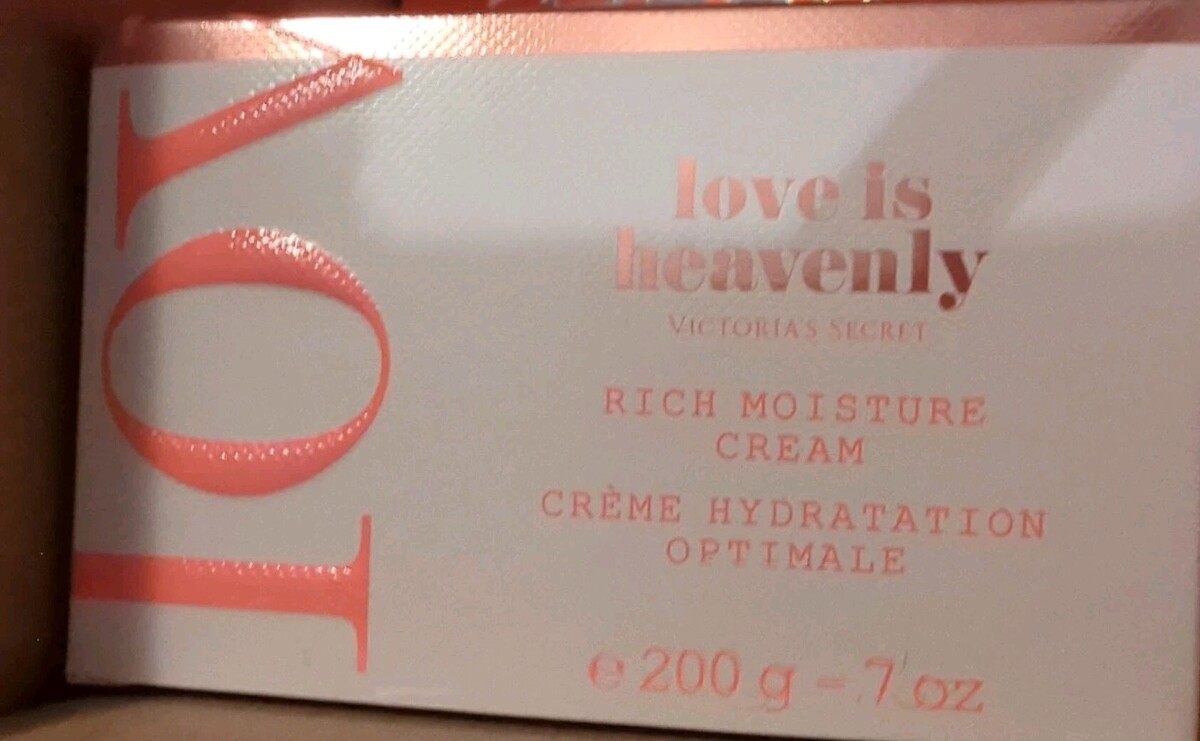 LOV
love is
heavenly
VICTORIA'S SECRET
RICH MOISTURE
CREAM
CRÈME HYDRATATION
OPTIMALE
℮ 200 g - 7 oz